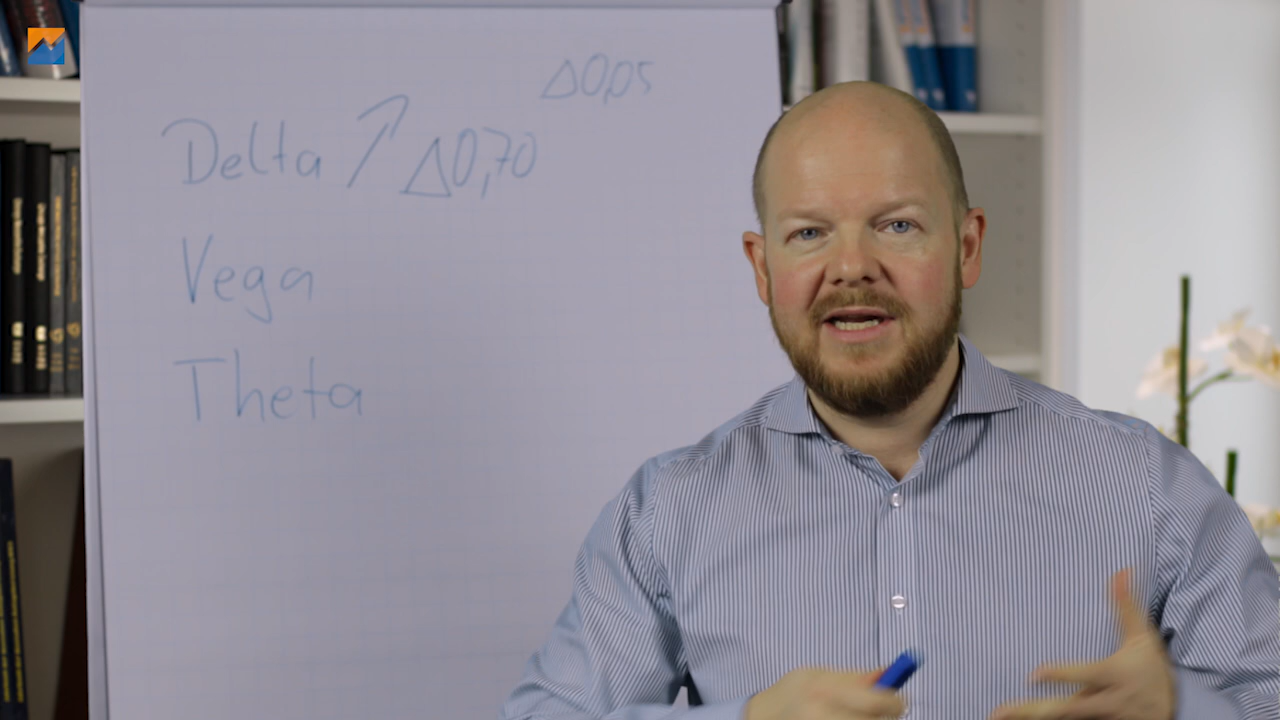 Δ0,05
Delta ↗ Δ0,70
Vega
Theta